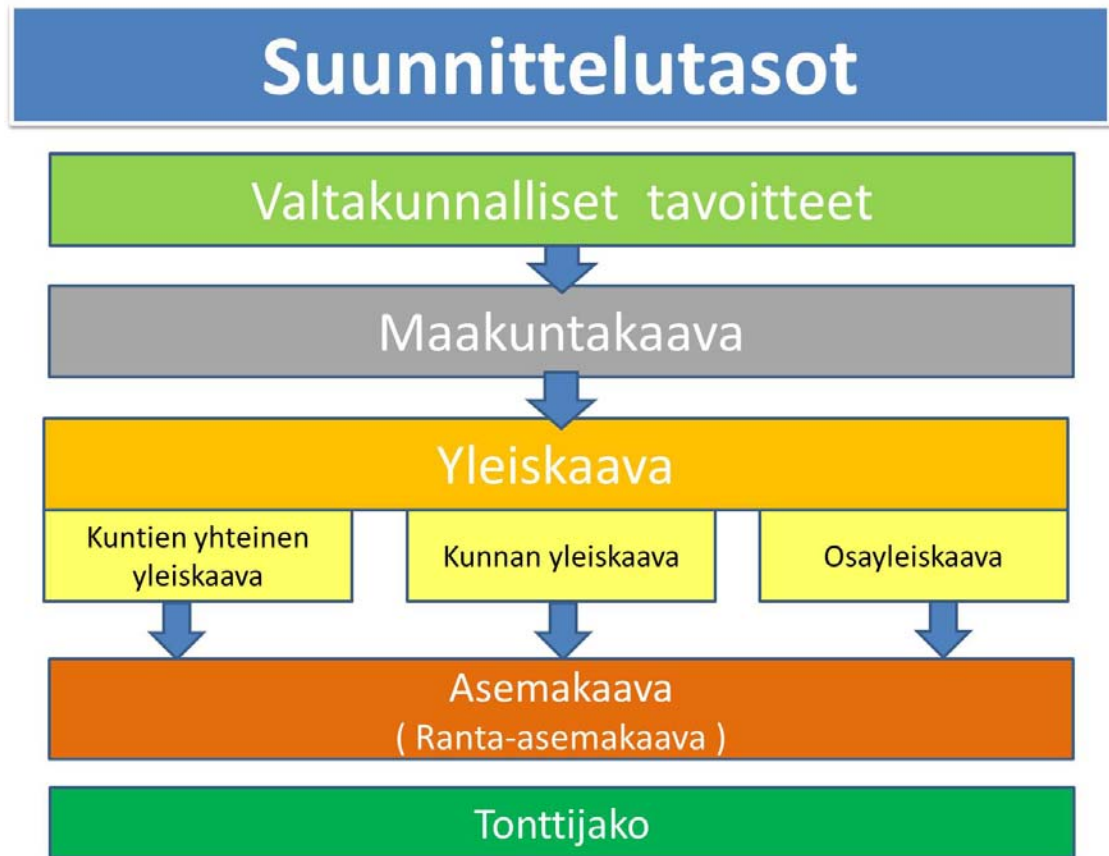 Suunnittelutasot
Valtakunnalliset tavoitteet
Maakuntakaava
Yleiskaava
Kuntien yhteinen
yleiskaava
Kunnan yleiskaava
Osayleiskaava
Asemakaava
( Ranta-asemakaava )
Tonttijako